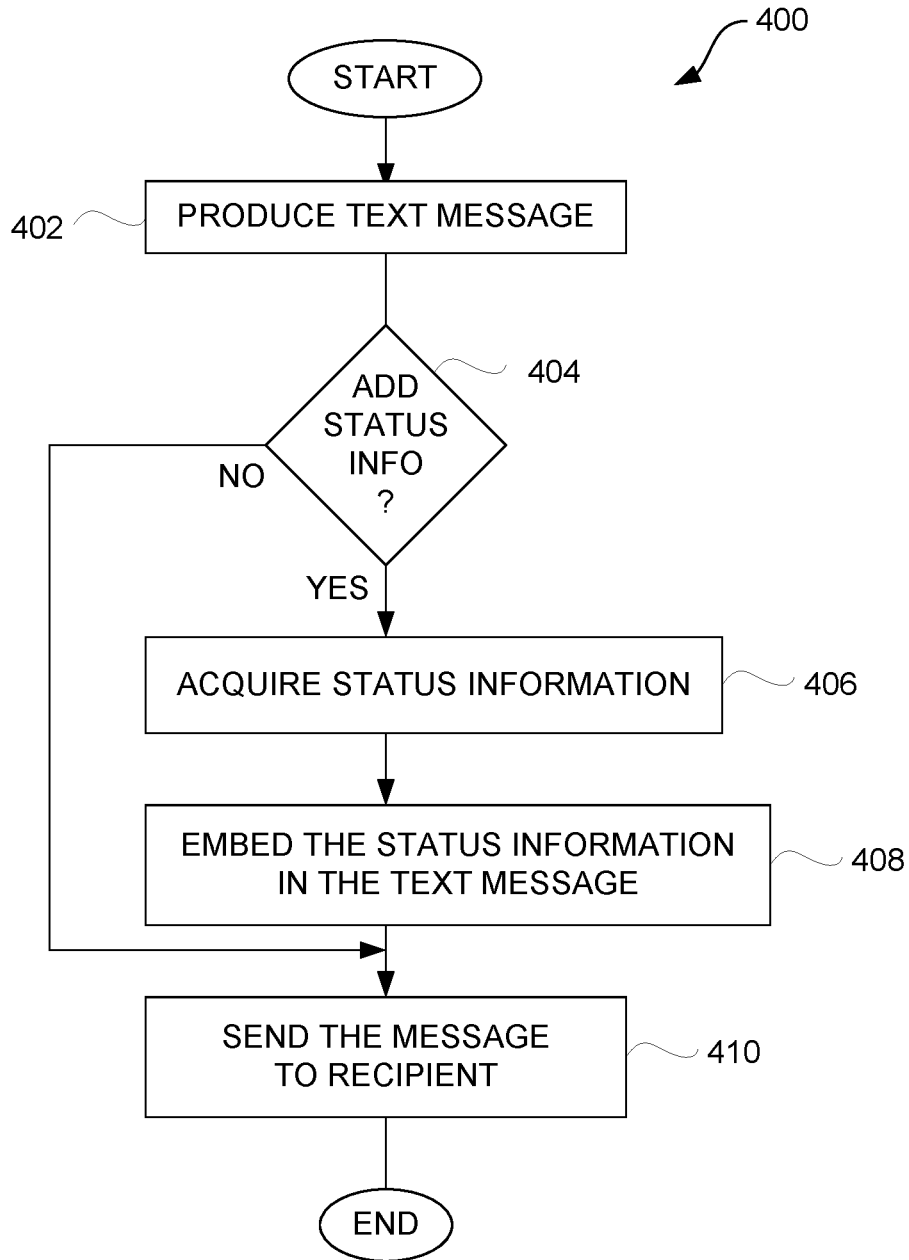 400
START
402
PRODUCE TEXT MESSAGE
404
ADD
STATUS
INFO
?
NO
YES
ACQUIRE STATUS INFORMATION
406
EMBED THE STATUS INFORMATION
IN THE TEXT MESSAGE
408
SEND THE MESSAGE
TO RECIPIENT
410
END